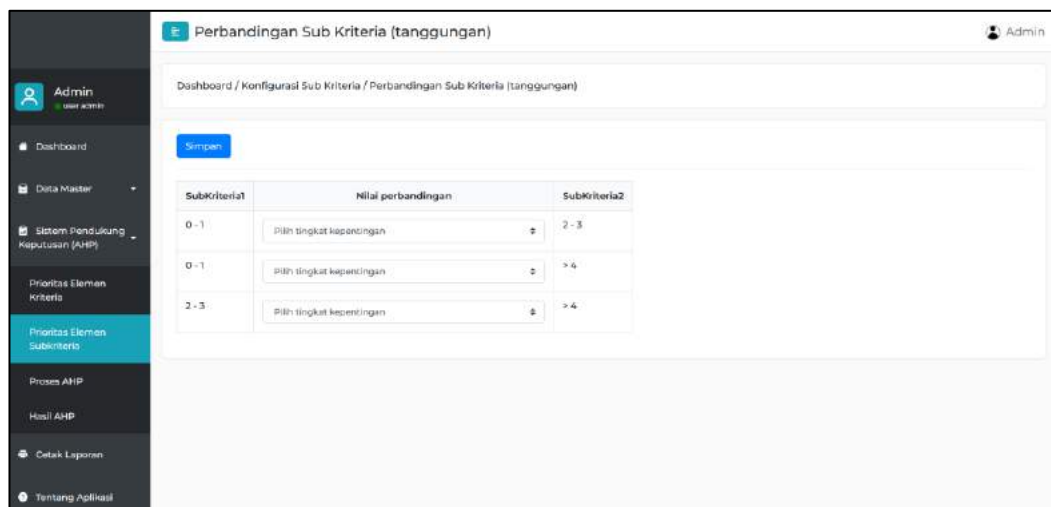 Perbandingan Sub Kriteria (tanggungan)
Admin
Admin
user admin
Dashboard / Konfigurasi Sub Kriteria / Perbandingan Sub Kriteria (tanggungan)
Dashboard
Data Master
Sistem Pendukung
Keputusan (AHP)
Prioritas Elemen
Kriteria
Prioritas Elemen
Subkriteria
Proses AHP
Hasil AHP
Cetak Laporan
Tentang Aplikasi
Simpan
SubKriteria1 Nilai perbandingan SubKriteria2
0 - 1 Pilih tingkat kepentingan 2 - 3
0 - 1 Pilih tingkat kepentingan > 4
2 - 3 Pilih tingkat kepentingan > 4